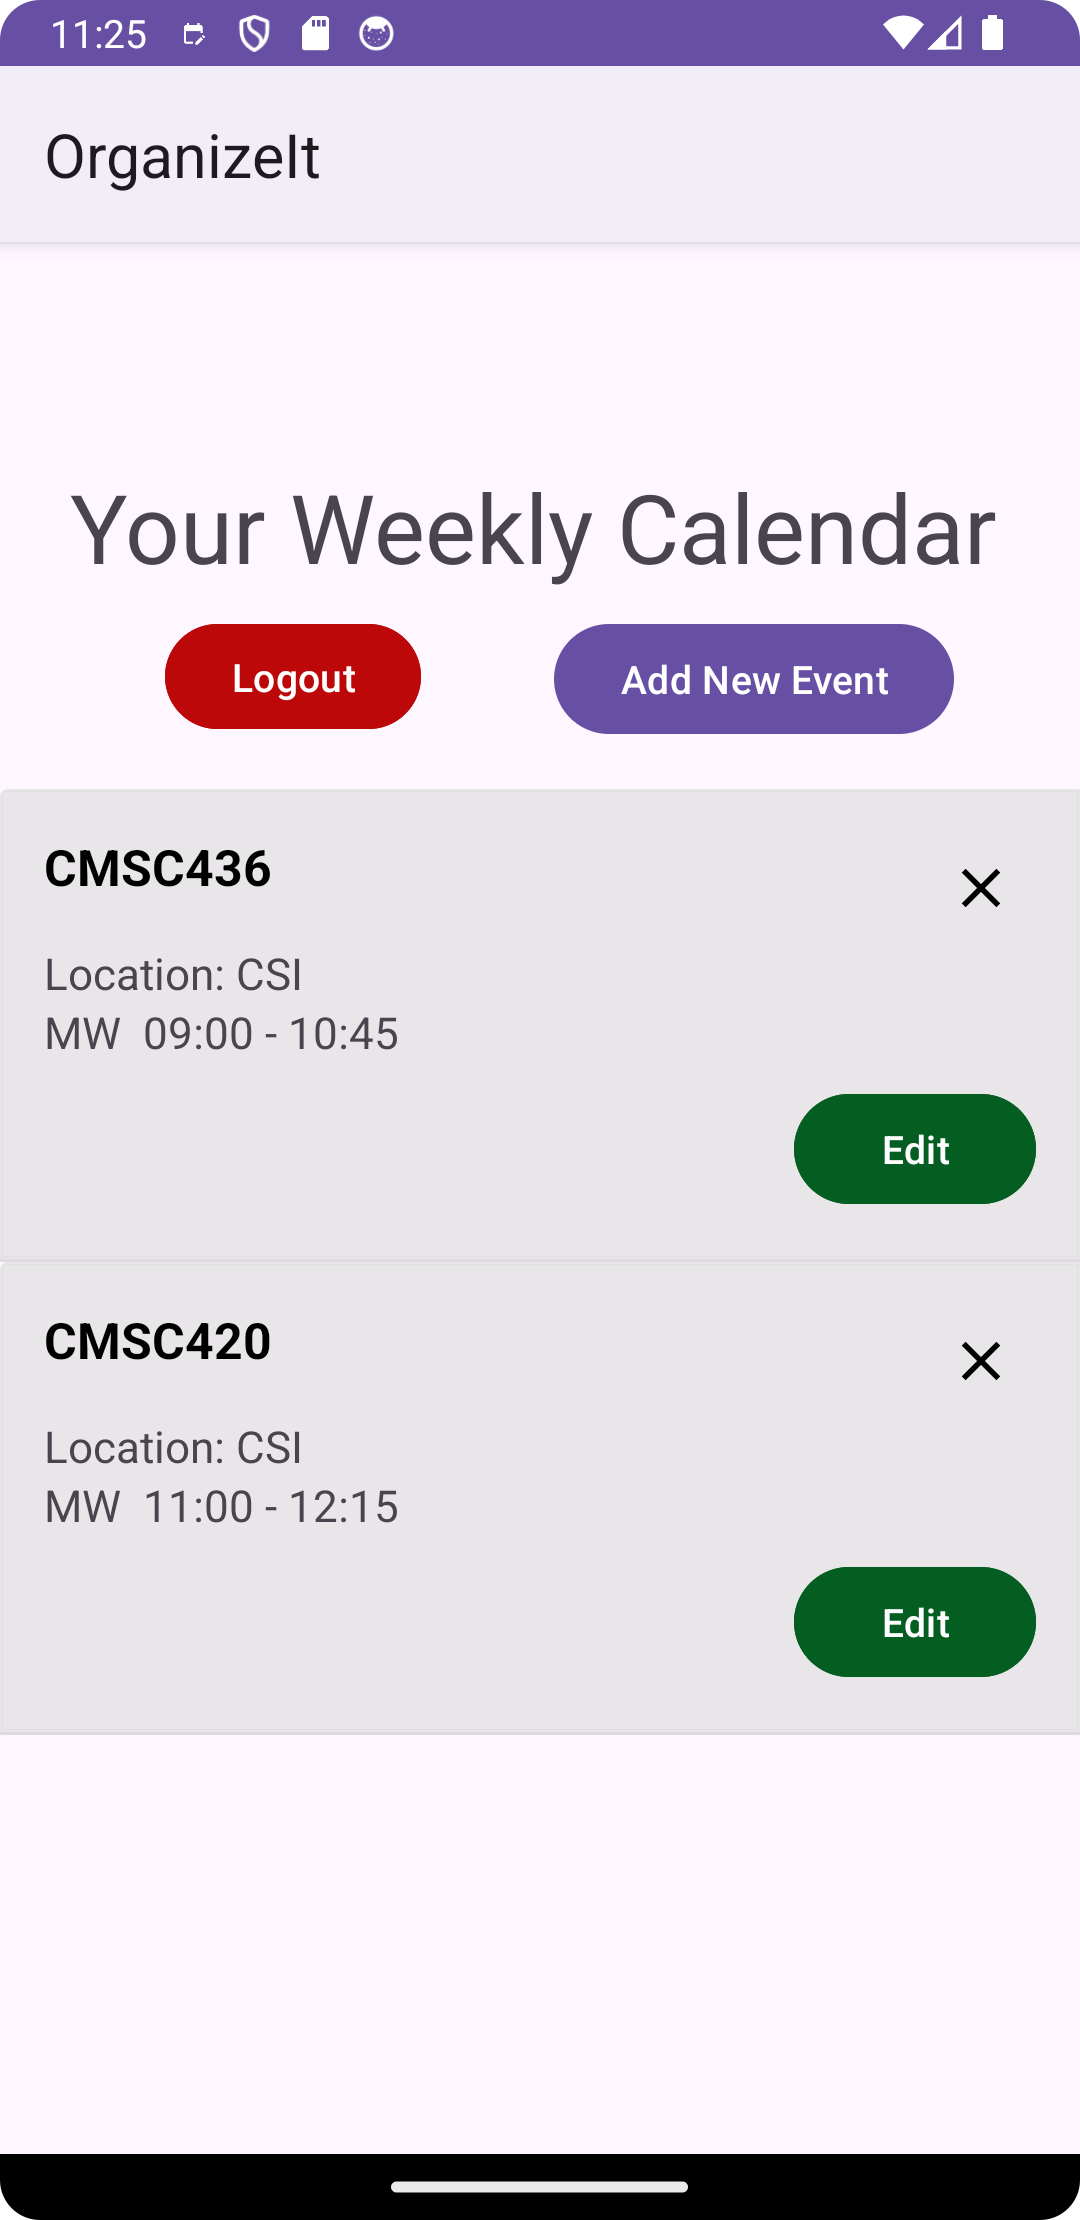 11:25
OrganizeIt
Your Weekly Calendar
Logout
Add New Event
CMSC436
Location: CSI
MW  09:00 - 10:45
Edit
CMSC420
Location: CSI
MW  11:00 - 12:15
Edit